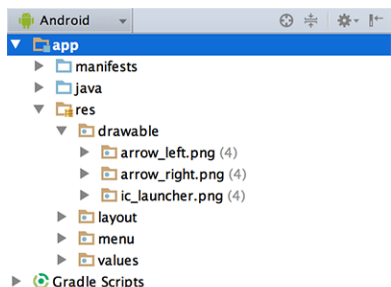 Android
app
manifests
java
res
drawable
arrow_left.png (4)
arrow_right.png (4)
ic_launcher.png (4)
layout
menu
values
Gradle Scripts